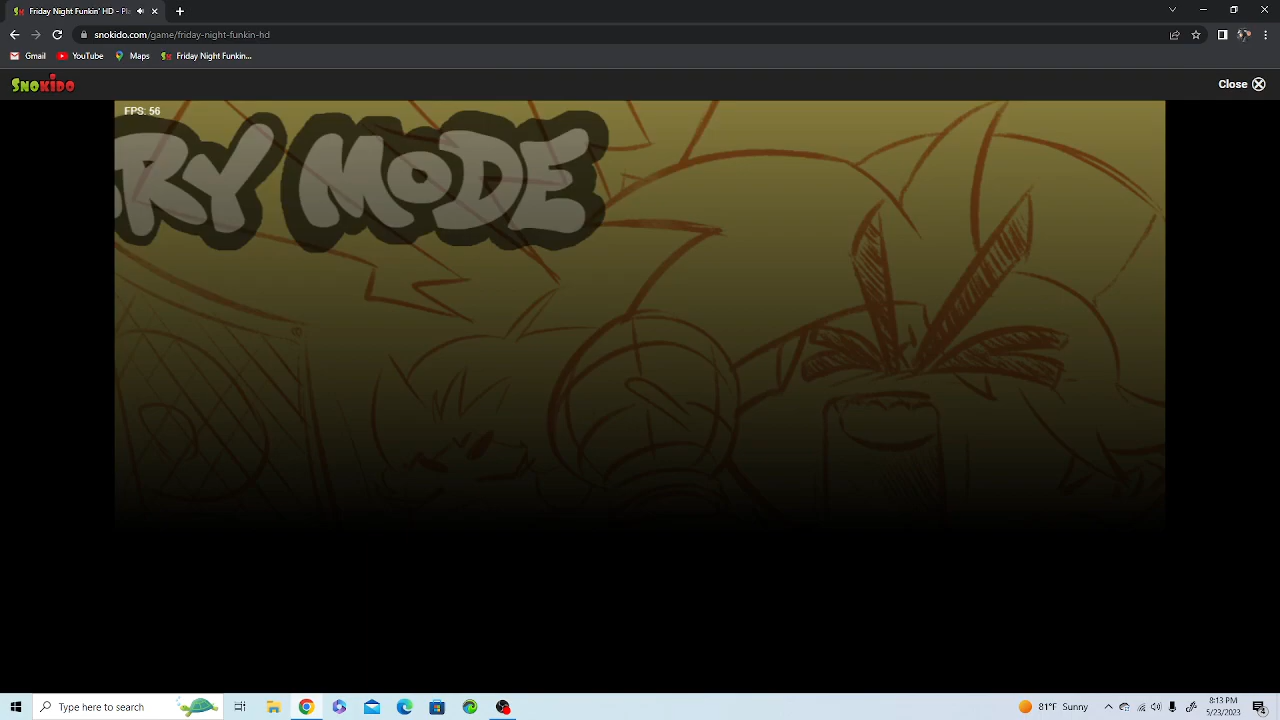 Friday Night Funkin' HD - Pl
snokido.com/game/friday-night-funkin-hd
Gmail
YouTube
Maps
Friday Night Funkin...
SNOKIDO
Close
FPS: 56
RY MODE
Type here to search
81°F Sunny
8:13 PM
5/23/2023